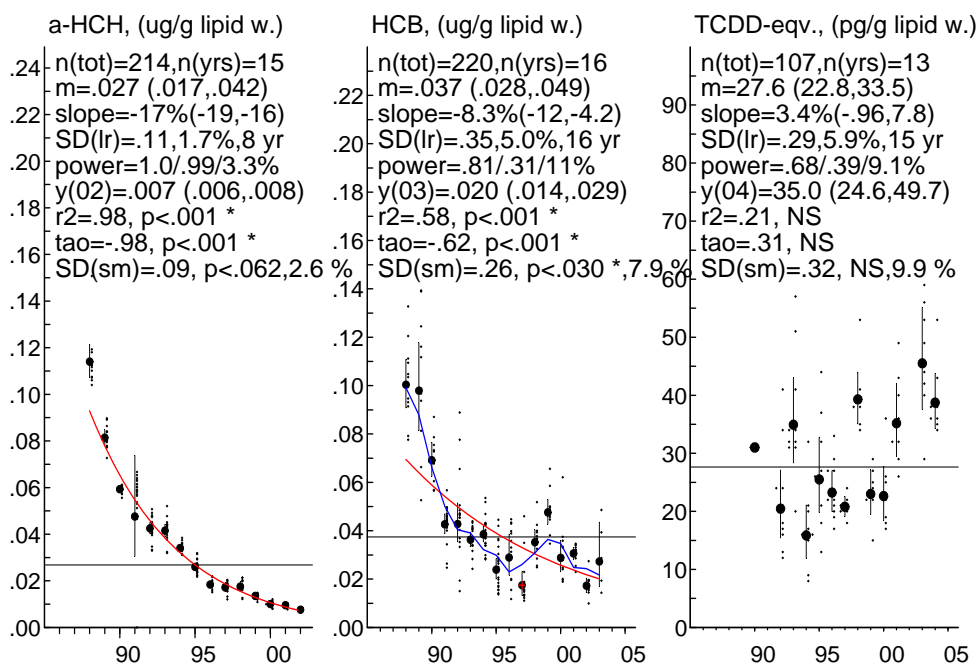 a-HCH, (ug/g lipid w.)
n(tot)=214,n(yrs)=15
m=.027 (.017,.042)
slope=-17%(-19,-16)
SD(lr)=.11,1.7%,8 yr
power=1.0/.99/3.3%
y(02)=.007 (.006,.008)
r2=.98, p<.001 *
tao=-.98, p<.001 *
SD(sm)=.09, p<.062,2.6 %
.24
.22
.20
.18
.16
.14
.12
.10
.08
.06
.04
.02
.00
90 95 00 05
HCB, (ug/g lipid w.)
n(tot)=220,n(yrs)=16
m=.037 (.028,.049)
slope=-8.3%(-12,-4.2)
SD(lr)=.35,5.0%,16 yr
power=.81/.31/11%
y(03)=.020 (.014,.029)
r2=.58, p<.001 *
tao=-.62, p<.001 *
SD(sm)=.26, p<.030 *,7.9 %
.22
.20
.18
.16
.14
.12
.10
.08
.06
.04
.02
.00
90 95 00 05
TCDD-eqv., (pg/g lipid w.)
n(tot)=107,n(yrs)=13
m=27.6 (22.8,33.5)
slope=3.4%(-.96,7.8)
SD(lr)=.29,5.9%,15 yr
power=.68/.39/9.1%
y(04)=35.0 (24.6,49.7)
r2=.21, NS
tao=.31, NS
SD(sm)=.32, NS,9.9 %
90
80
70
60
50
40
30
20
10
0
90 95 00 05